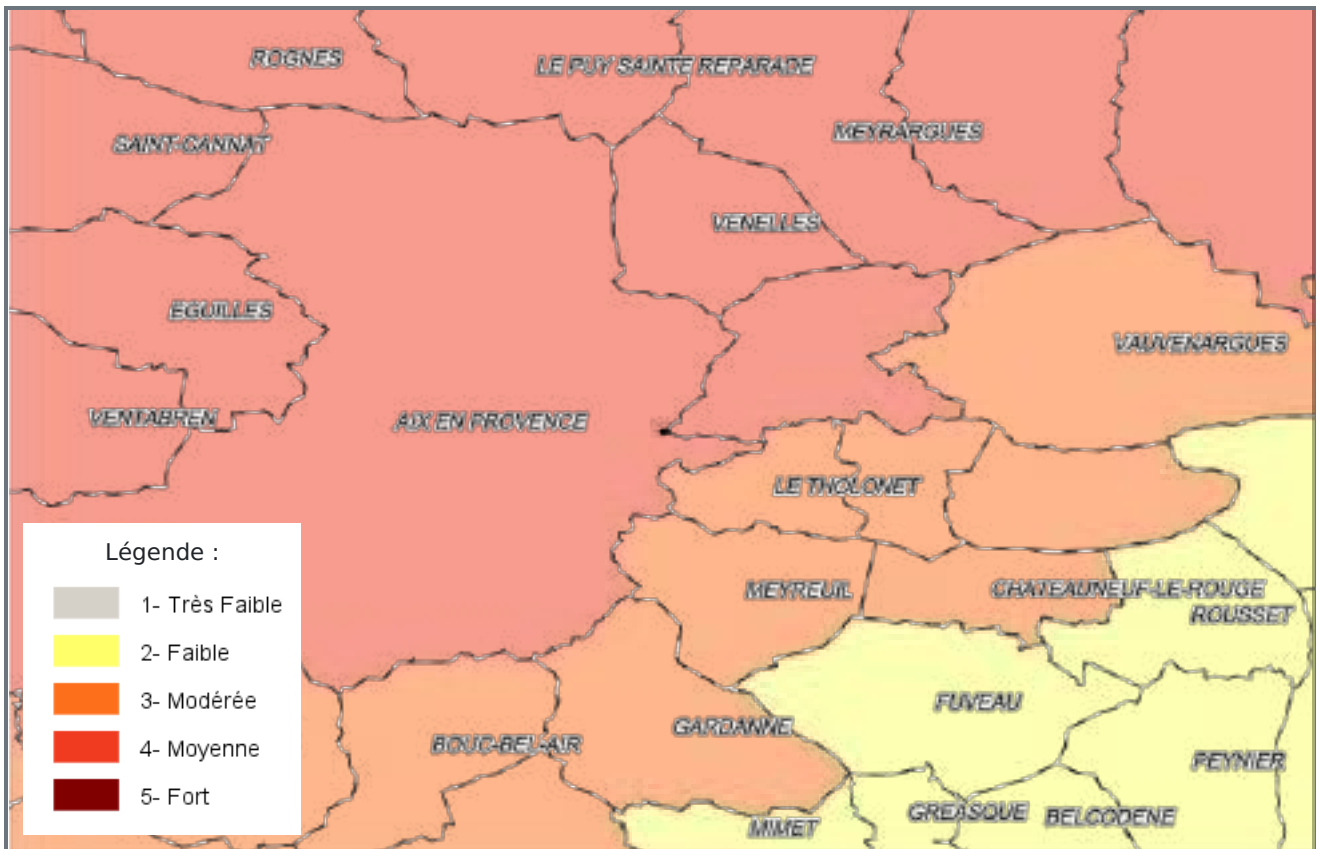 ROGNES
LE PUY SAINTE REPARADE
SAINT-CANNAT
MEYRARGUES
VENELLES
EGUILLES
VAUVENARGUES
VENTABREN
AIX EN PROVENCE
LE THOLONET
MEYREUIL
CHATEAUNEUF-LE-ROUGE
ROUSSET
FUVEAU
GARDANNE
BOUC-BEL-AIR
PEYNIER
GREASQUE
BELCODENE
MIMET
Légende :
1- Très Faible
2- Faible
3- Modérée
4- Moyenne
5- Fort